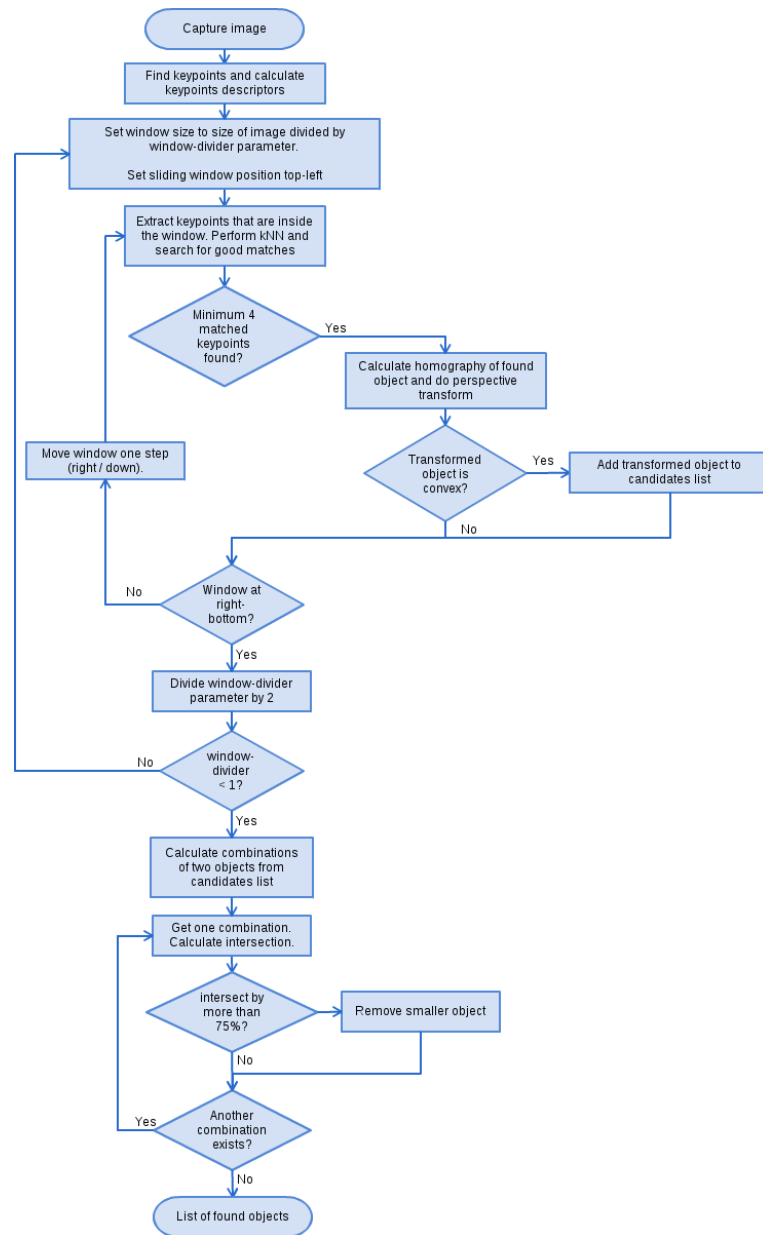 Capture image
Find keypoints and calculate
keypoints descriptors
Set window size to size of image divided by
window-divider parameter.
Set sliding window position top-left
Extract keypoints that are inside
the window. Perform kNN and
search for good matches
Minimum 4
matched
keypoints
found?
Yes
Calculate homography of found
object and do perspective
transform
Transformed
object is
convex?
Yes
Add transformed object to
candidates list
No
Move window one step
(right / down).
No
Window at
right-
bottom?
Yes
Divide window-divider
parameter by 2
window-
divider
< 1?
No
Yes
Calculate combinations
of two objects from
candidates list
Get one combination.
Calculate intersection.
intersect by
more than
75%?
Remove smaller object
No
Another
combination
exists?
Yes
No
List of found objects